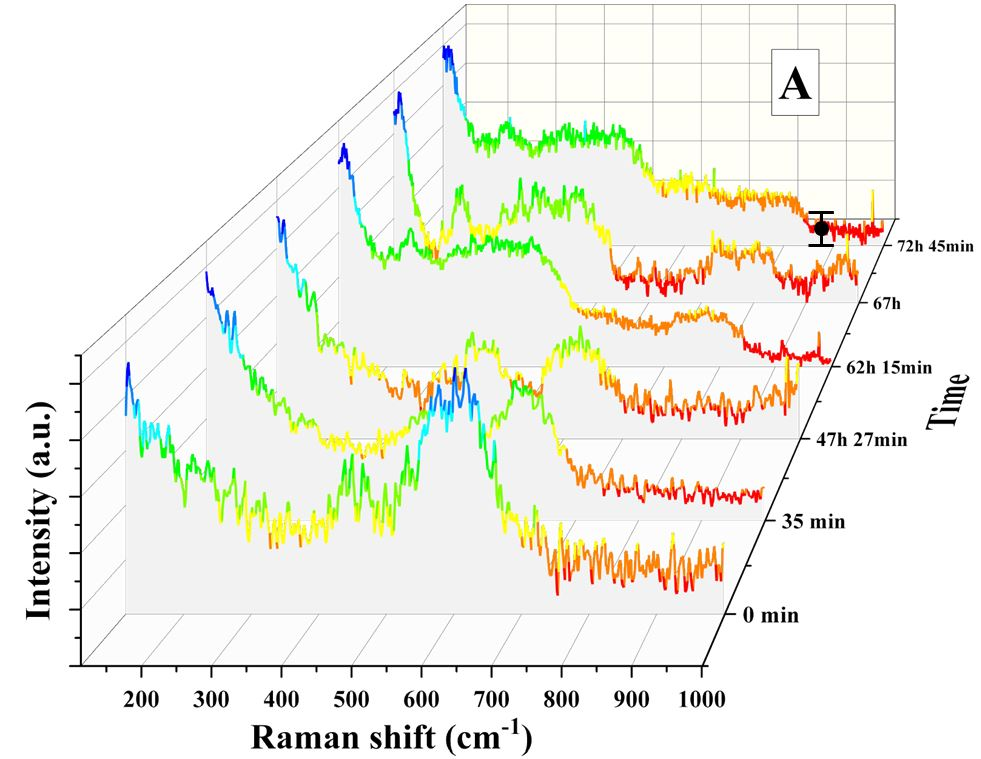 A
72h 45min
67h
62h 15min
47h 27min
35 min
0 min
Time
Intensity (a.u.)
200 300 400 500 600 700 800 900 1000
Raman shift (cm⁻¹)